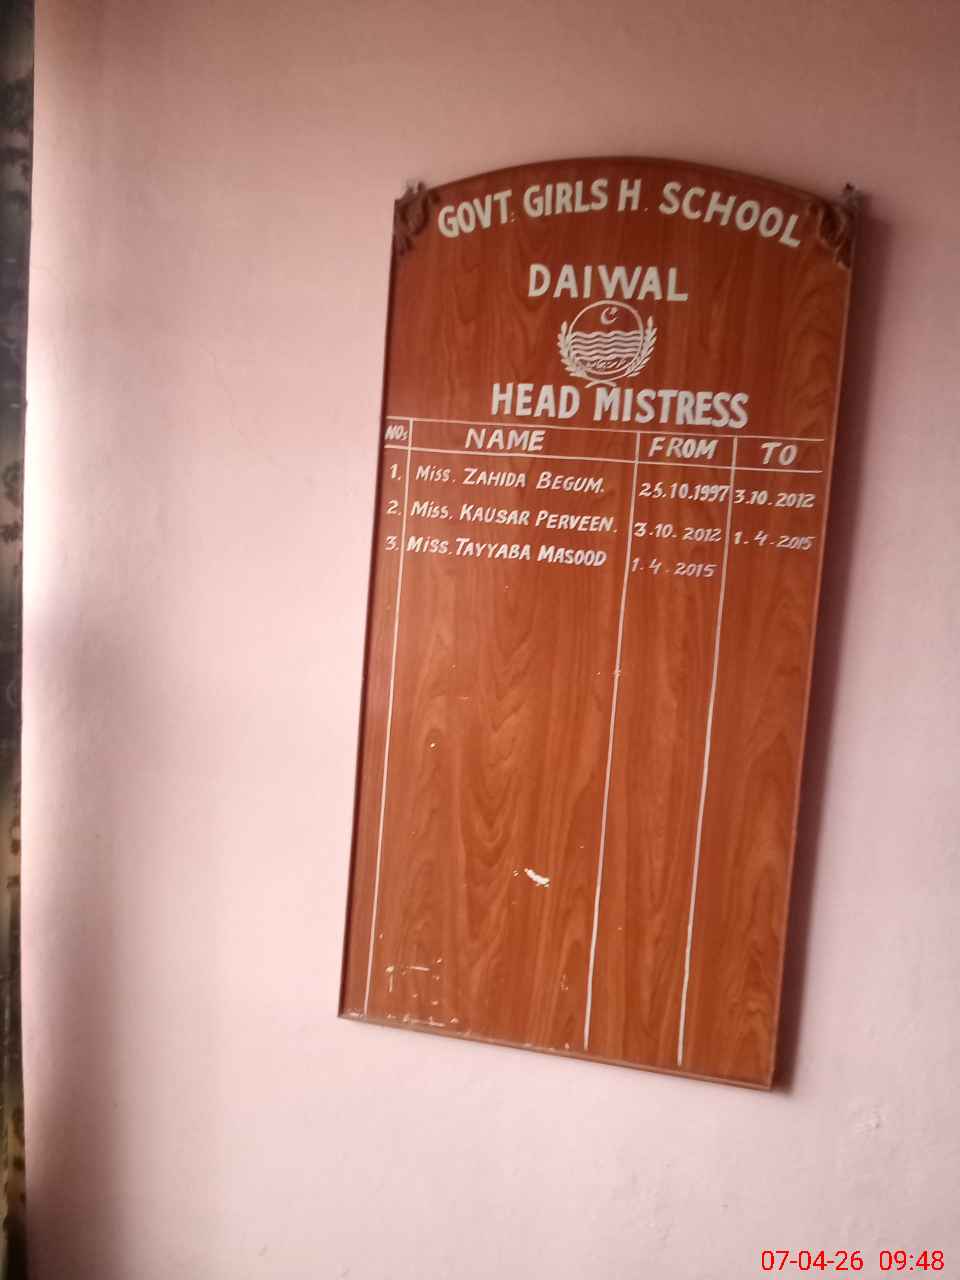 GOVT: GIRLS H. SCHOOL
DAIWAL
HEAD MISTRESS
NOs NAME FROM TO
1. Miss. ZAHIDA BEGUM. 25.10.1997 3.10.2012
2. Miss. KAUSAR PERVEEN. 3.10.2012 1.4.2015
3. Miss. TAYYABA MASOOD 1.4.2015
07-04-26 09:48